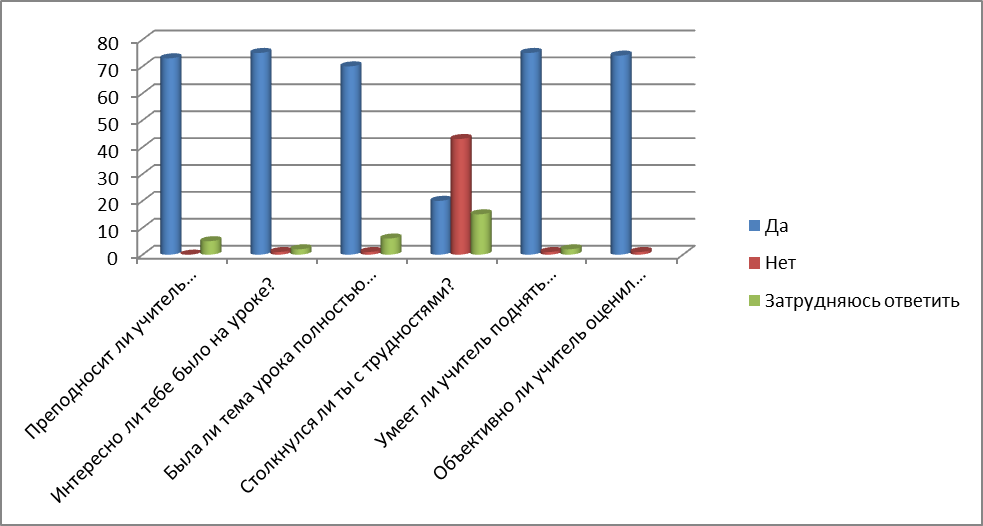 80
70
60
50
40
30
20
10
0
Преподносит ли учитель...
Интересно ли тебе было на уроке?
Была ли тема урока полностью...
Столкнулся ли ты с трудностями?
Умеет ли учитель поднять...
Объективно ли учитель оценил...
Да
Нет
Затрудняюсь ответить